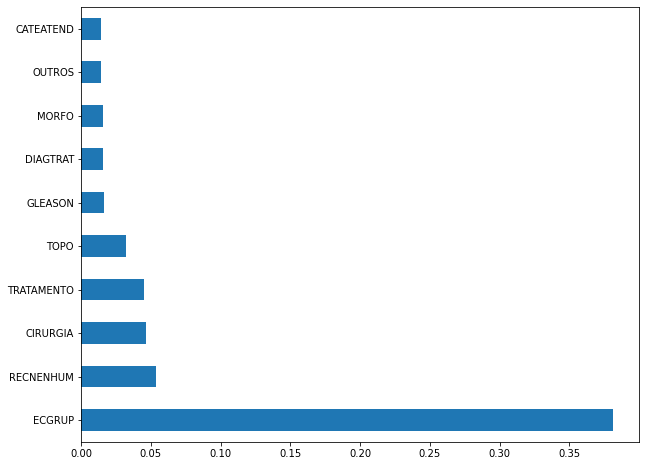 CATEATEND
OUTROS
MORFO
DIAGTRAT
GLEASON
TOPO
TRATAMENTO
CIRURGIA
RECNENHUM
ECGRUP
0.00 0.05 0.10 0.15 0.20 0.25 0.30 0.35